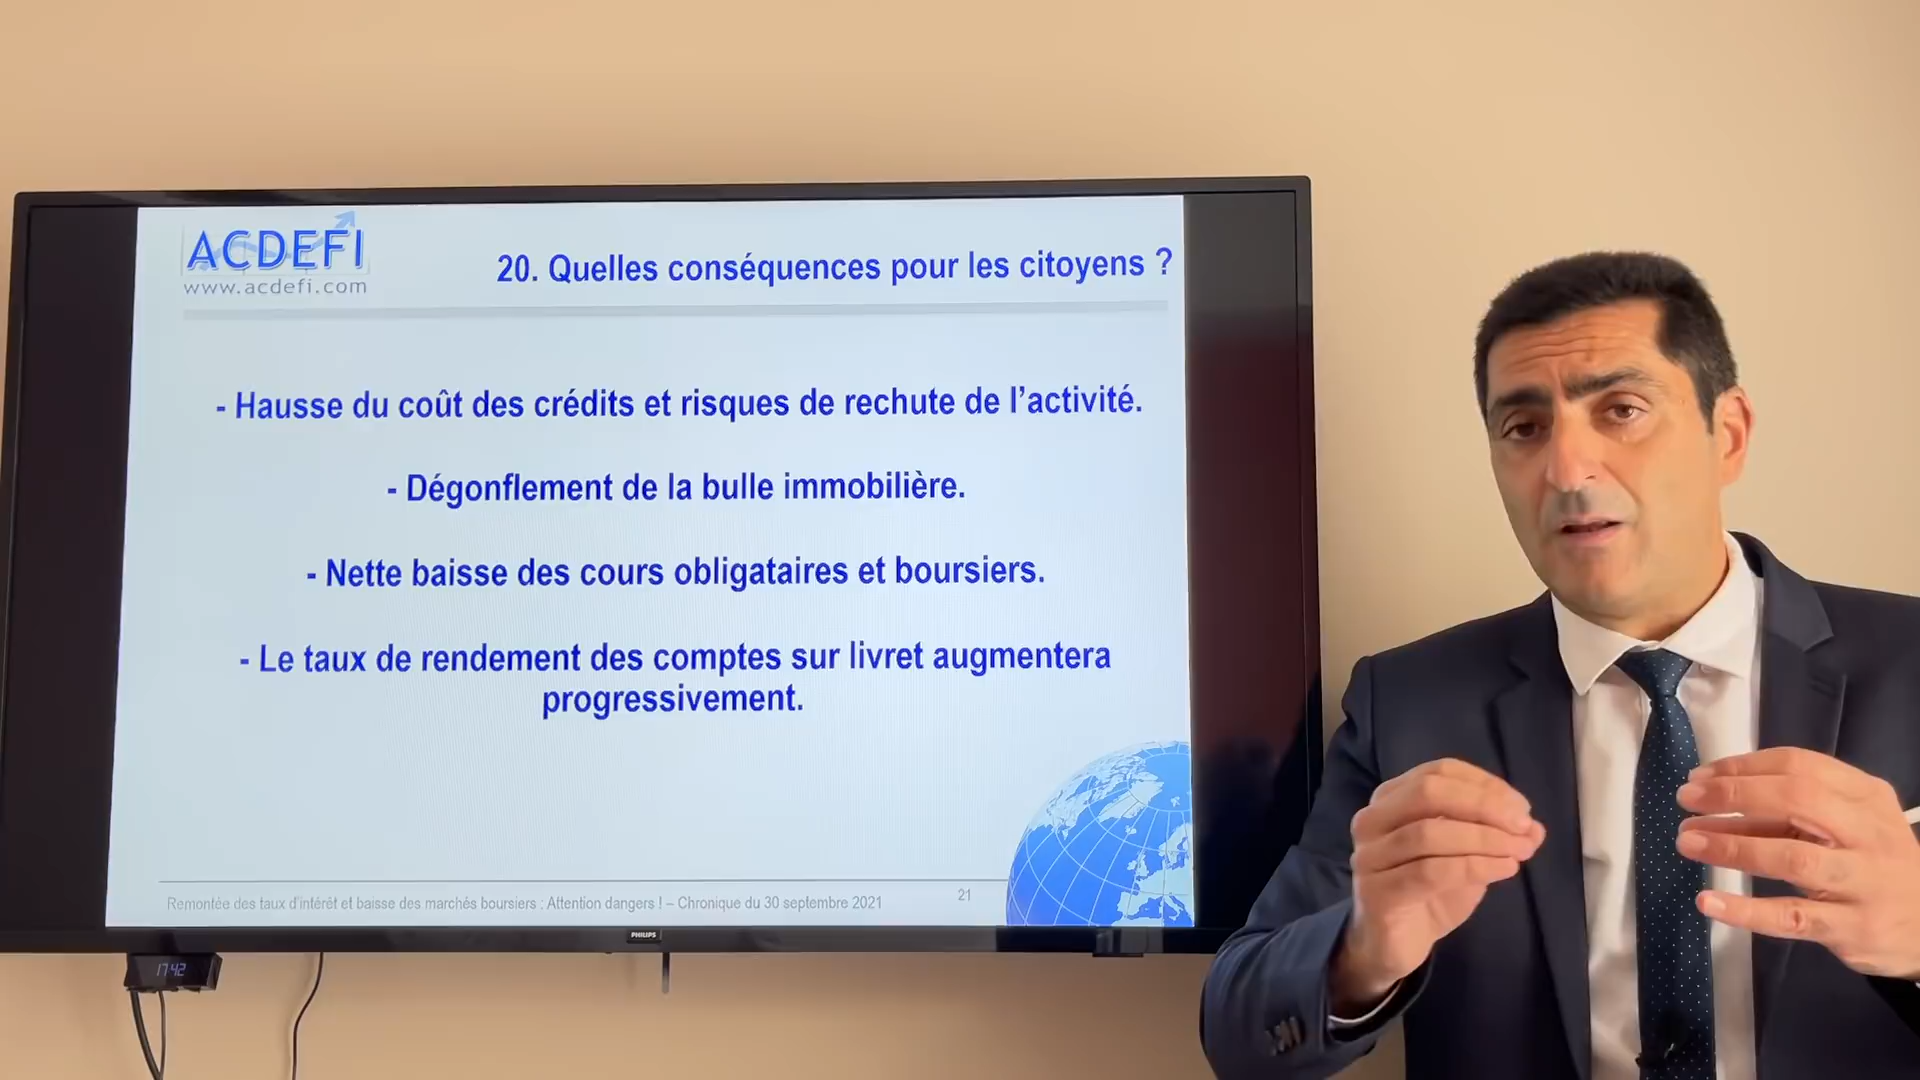 ACDEFI
www.acdefi.com
20. Quelles conséquences pour les citoyens ?
- Hausse du coût des crédits et risques de rechute de l’activité.
- Dégonflement de la bulle immobilière.
- Nette baisse des cours obligataires et boursiers.
- Le taux de rendement des comptes sur livret augmentera
progressivement.
Remontée des taux d’intérêt et baisse des marchés boursiers : Attention dangers ! – Chronique du 30 septembre 2021
21
PHILIPS
17:42